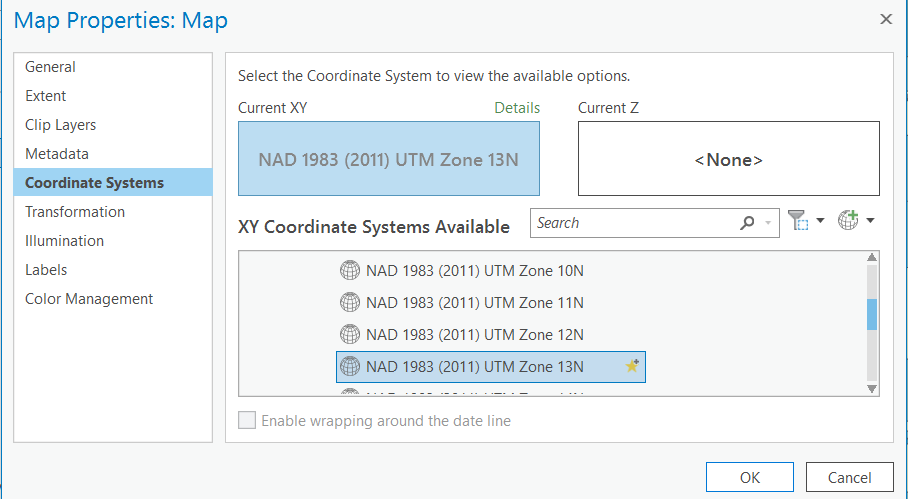 Map Properties: Map
General
Extent
Clip Layers
Metadata
Coordinate Systems
Transformation
Illumination
Labels
Color Management
Select the Coordinate System to view the available options.
Current XY Details Current Z
NAD 1983 (2011) UTM Zone 13N <None>
XY Coordinate Systems Available Search
NAD 1983 (2011) UTM Zone 10N
NAD 1983 (2011) UTM Zone 11N
NAD 1983 (2011) UTM Zone 12N
NAD 1983 (2011) UTM Zone 13N
Enable wrapping around the date line
OK Cancel